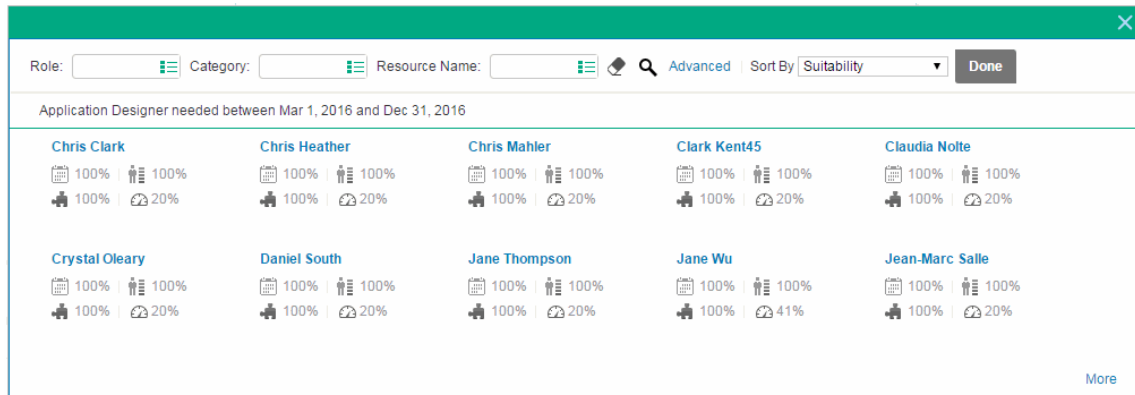 Role: Category: Resource Name: Advanced Sort By Suitability Done
Application Designer needed between Mar 1, 2016 and Dec 31, 2016
Chris Clark Chris Heather Chris Mahler Clark Kent45 Claudia Nolte
100% 100% 100% 100% 100% 100% 100% 100% 100% 100%
100% 20% 100% 20% 100% 20% 100% 20% 100% 20%
Crystal Oleary Daniel South Jane Thompson Jane Wu Jean-Marc Salle
100% 100% 100% 100% 100% 100% 100% 100% 100% 100%
100% 20% 100% 20% 100% 20% 100% 41% 100% 20%
More